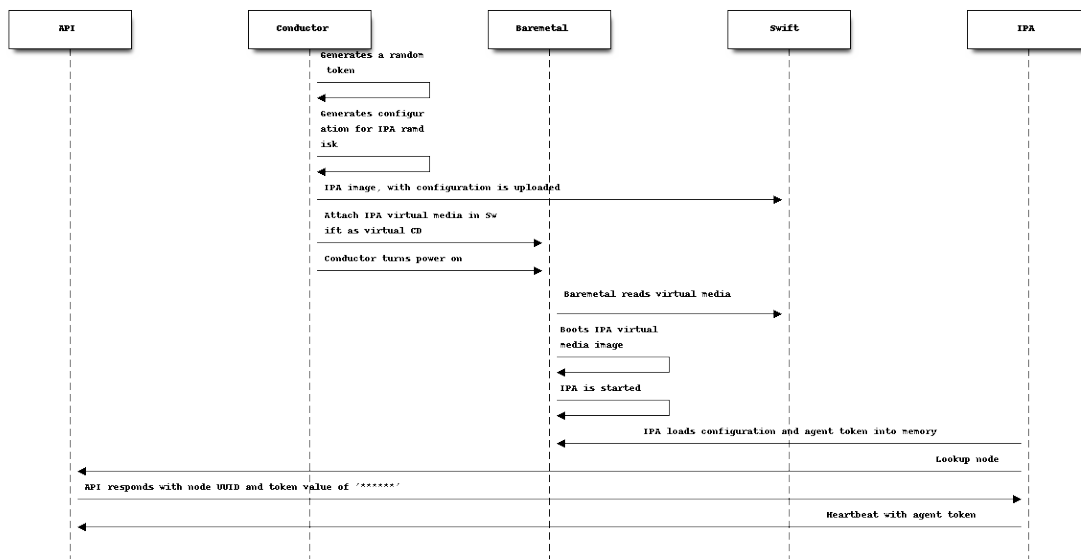 API
Conductor
Baremetal
Swift
IPA
Generates a random
token
Generates configur
ation for IPA ramd
isk
IPA image, with configuration is uploaded
Attach IPA virtual media in Sw
ift as virtual CD
Conductor turns power on
Baremetal reads virtual media
Boots IPA virtual
media image
IPA is started
IPA loads configuration and agent token into memory
Lookup node
API responds with node UUID and token value of '******'
Heartbeat with agent token